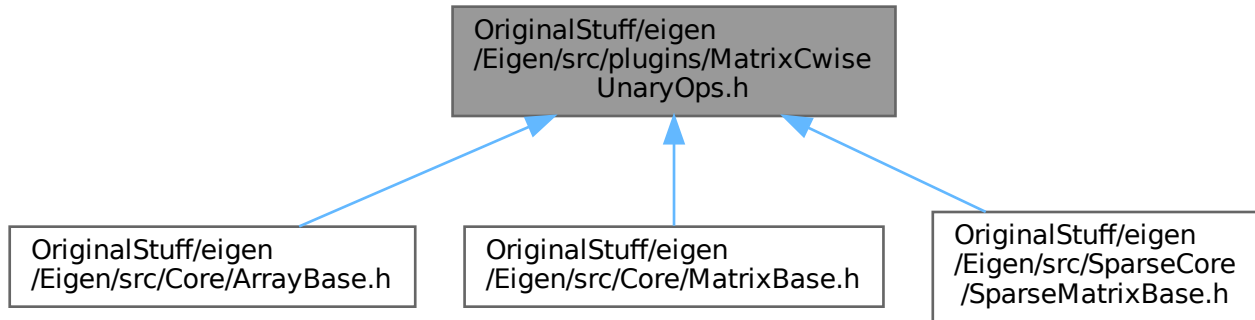 OriginalStuff/eigen
/Eigen/src/plugins/MatrixCwise
UnaryOps.h
OriginalStuff/eigen
/Eigen/src/Core/ArrayBase.h
OriginalStuff/eigen
/Eigen/src/Core/MatrixBase.h
OriginalStuff/eigen
/Eigen/src/SparseCore
/SparseMatrixBase.h